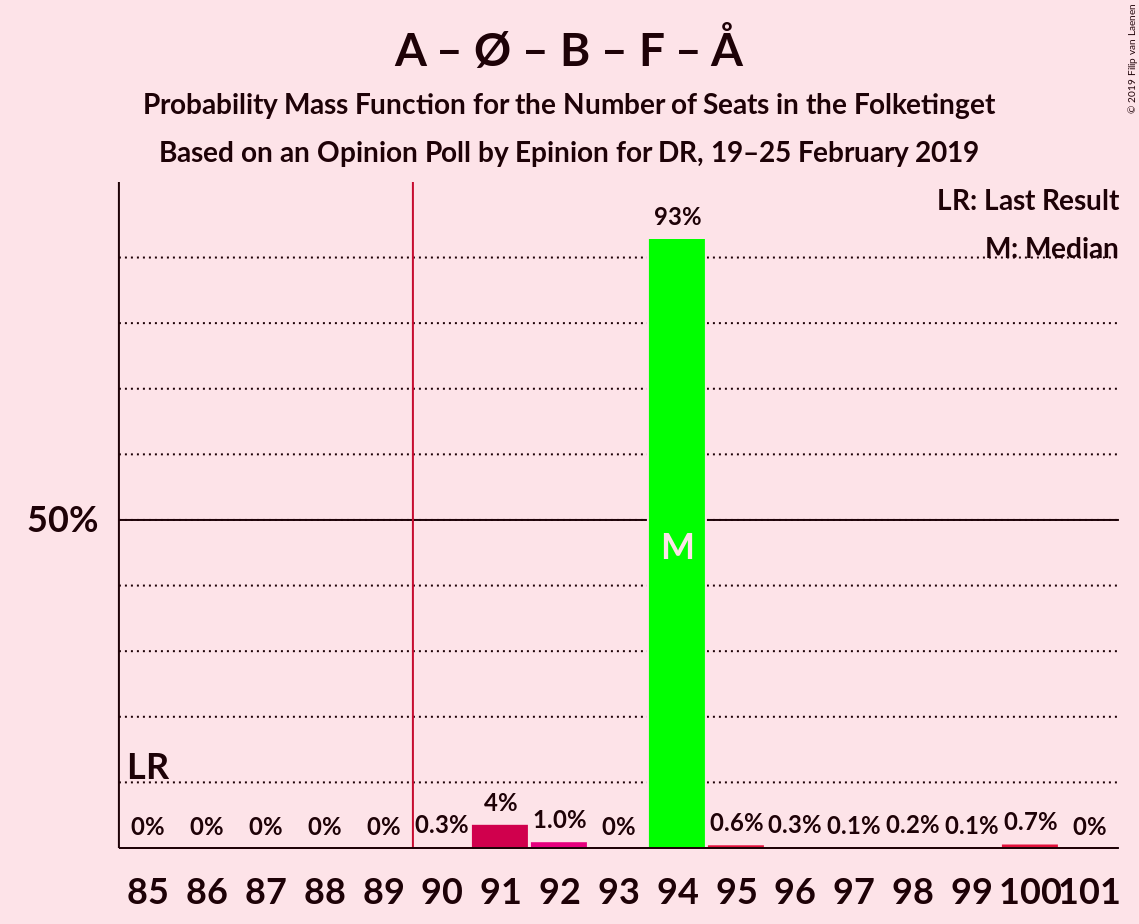 A – Ø – B – F – Å
Probability Mass Function for the Number of Seats in the Folketinget
Based on an Opinion Poll by Epinion for DR, 19–25 February 2019
© 2019 Filip van Laenen
LR: Last Result
M: Median
93%
50%
M
LR
0% 0% 0% 0% 0% 0.3% 4% 1.0% 0% 0.6% 0.3% 0.1% 0.2% 0.1% 0.7% 0%
85 86 87 88 89 90 91 92 93 94 95 96 97 98 99 100 101